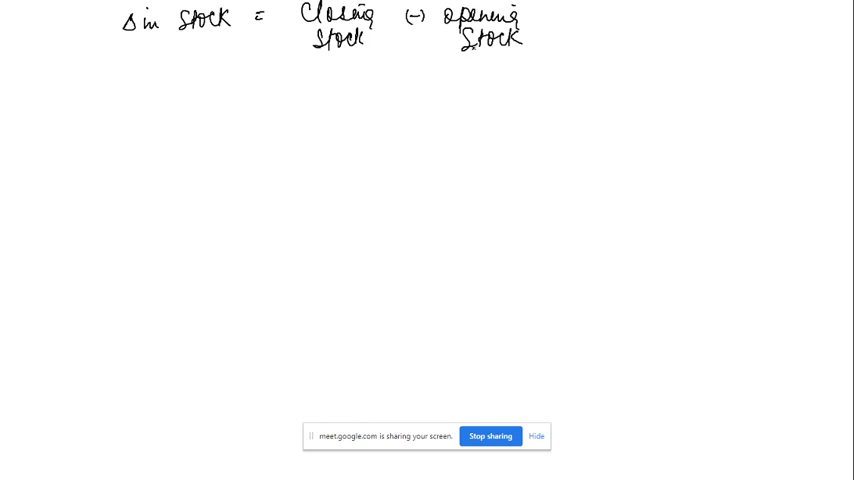 Δ in Stock = Closing (-) opening
Stock Stock
meet.google.com is sharing your screen. Stop sharing Hide